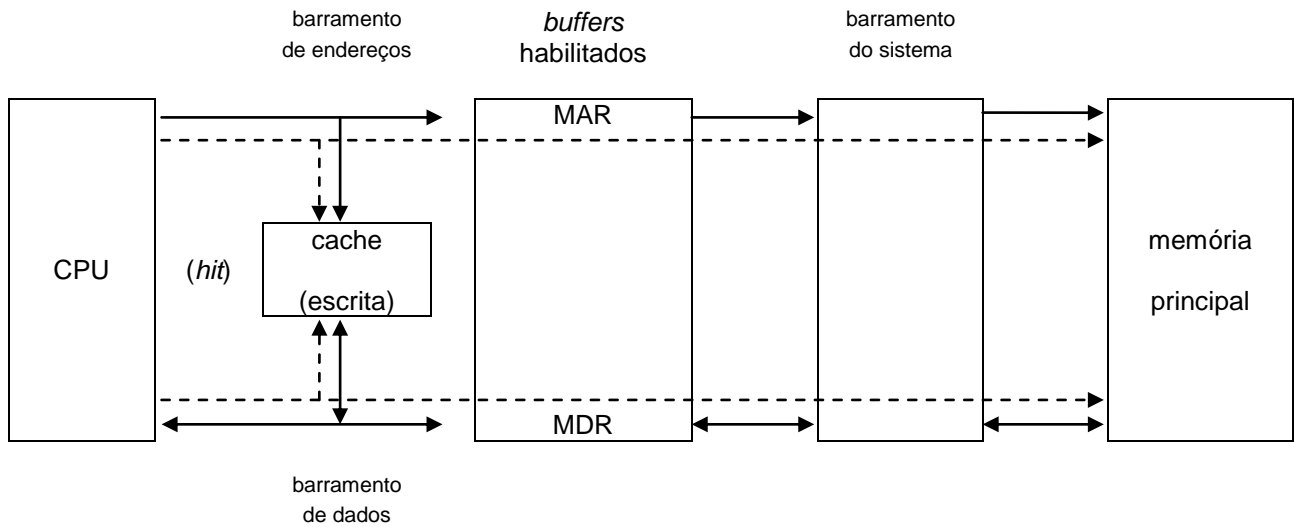 barramento
de endereços
buffers
habilitados
barramento
do sistema
MAR
CPU
(hit)
cache
(escrita)
memória
principal
MDR
barramento
de dados